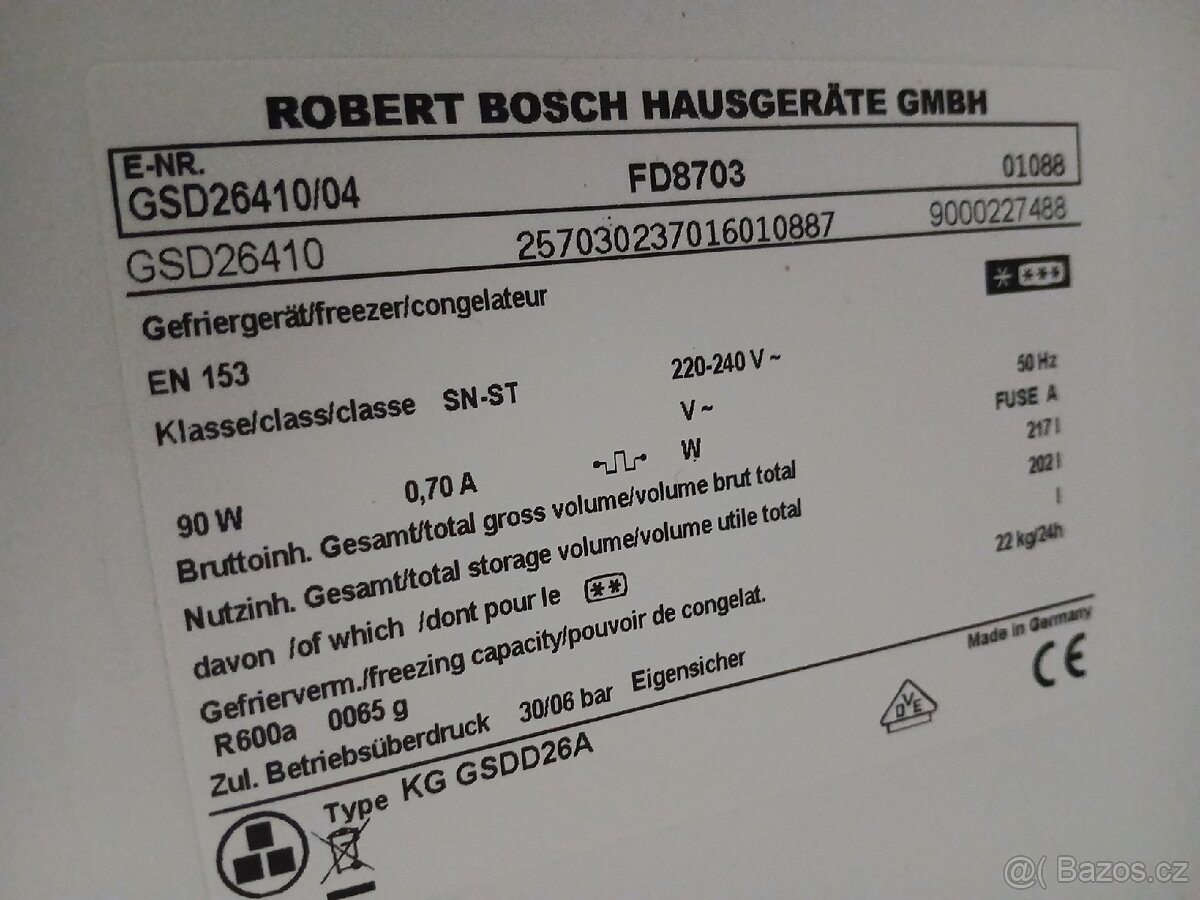 ROBERT BOSCH HAUSGERÄTE GMBH
E-NR.
GSD26410/04 FD8703 01088
GSD26410 257030237016010887 9000227488
Gefriergerät/freezer/congelateur * ***
EN 153
Klasse/class/classe SN-ST 220-240 V ~ 50 Hz
V ~ FUSE A
90 W 0,70 A W
Bruttoinh. Gesamt/total gross volume/volume brut total 217 l
Nutzinh. Gesamt/total storage volume/volume utile total 202 l
davon /of which /dont pour le ** l
Gefrierverm./freezing capacity/pouvoir de congelat. 22 kg/24h
R600a 0065 g
Zul. Betriebsüberdruck 30/06 bar Eigensicher
Made in Germany
DVE CE
Type KG GSDD26A
@( Bazos.cz